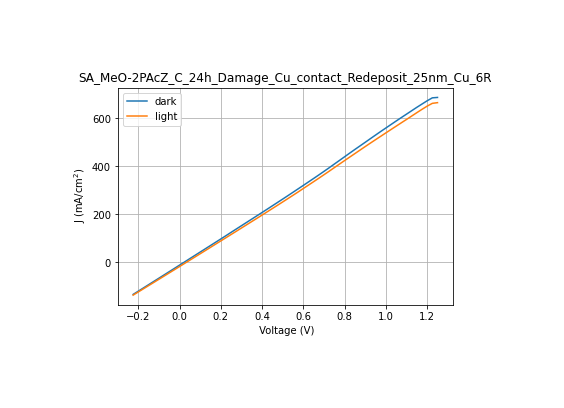 SA_MeO-2PAcZ_C_24h_Damage_Cu_contact_Redeposit_25nm_Cu_6R
dark
light
600
400
200
0
J (mA/cm²)
−0.2 0.0 0.2 0.4 0.6 0.8 1.0 1.2
Voltage (V)